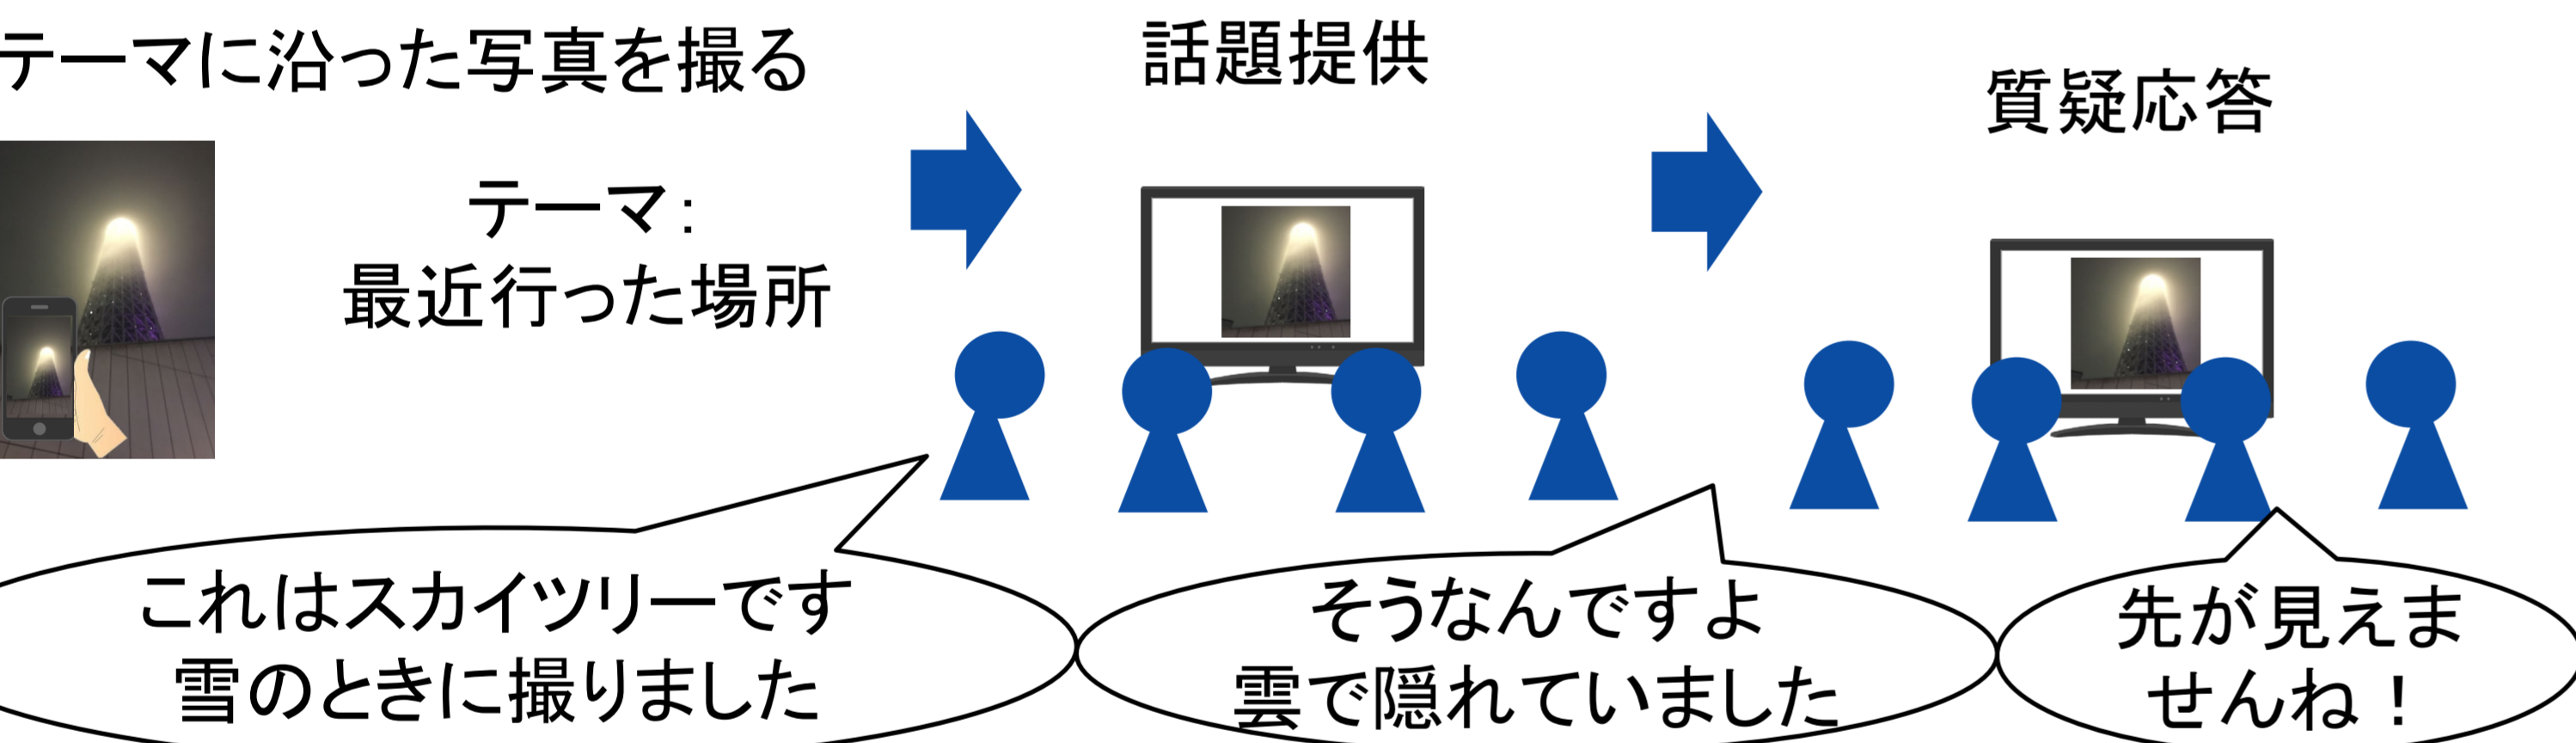 テーマに沿った写真を撮る
話題提供
質疑応答
テーマ：
最近行った場所
これはスカイツリーです
雪のときに撮りました
そうなんですよ
雲で隠れていました
先が見えま
せんね！